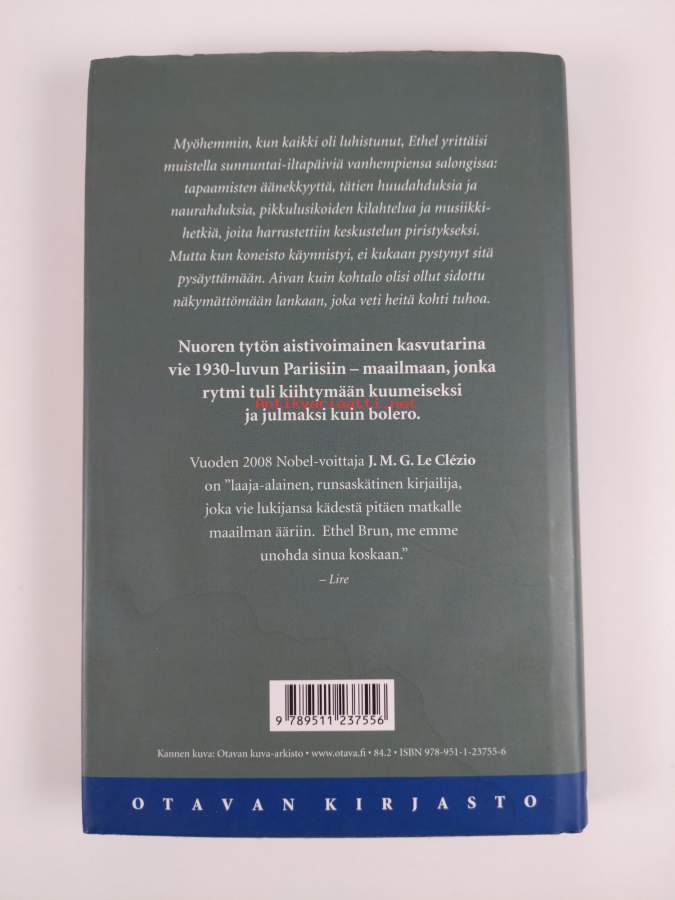 Myöhemmin, kun kaikki oli luhistunut, Ethel yrittäisi
muistella sunnuntai-iltapäiviä vanhempiensa salongissa:
tapaamisten äänekkyyttä, tätien huudahduksia ja
naurahduksia, pikkulusikoiden kilahtelua ja musiikki-
hetkiä, joita harrastettiin keskustelun piristykseksi.
Mutta kun koneisto käynnistyi, ei kukaan pystynyt sitä
pysäyttämään. Aivan kuin kohtalo olisi ollut sidottu
näkymättömään lankaan, joka veti heitä kohti tuhoa.
Nuoren tytön aistivoimainen kasvutarina
vie 1930-luvun Pariisiin – maailmaan, jonka
rytmi tuli kiihtymään kuumeiseksi
Antikvariaatti.net
ja julmaksi kuin bolero.
Vuoden 2008 Nobel-voittaja J. M. G. Le Clézio
on ”laaja-alainen, runsaskätinen kirjailija,
joka vie lukijansa kädestä pitäen matkalle
maailman ääriin. Ethel Brun, me emme
unohda sinua koskaan.”
– Lire
9 789511 237556
Kannen kuva: Otavan kuva-arkisto • www.otava.fi • 84.2 • ISBN 978-951-1-23755-6
OTAVAN KIRJASTO